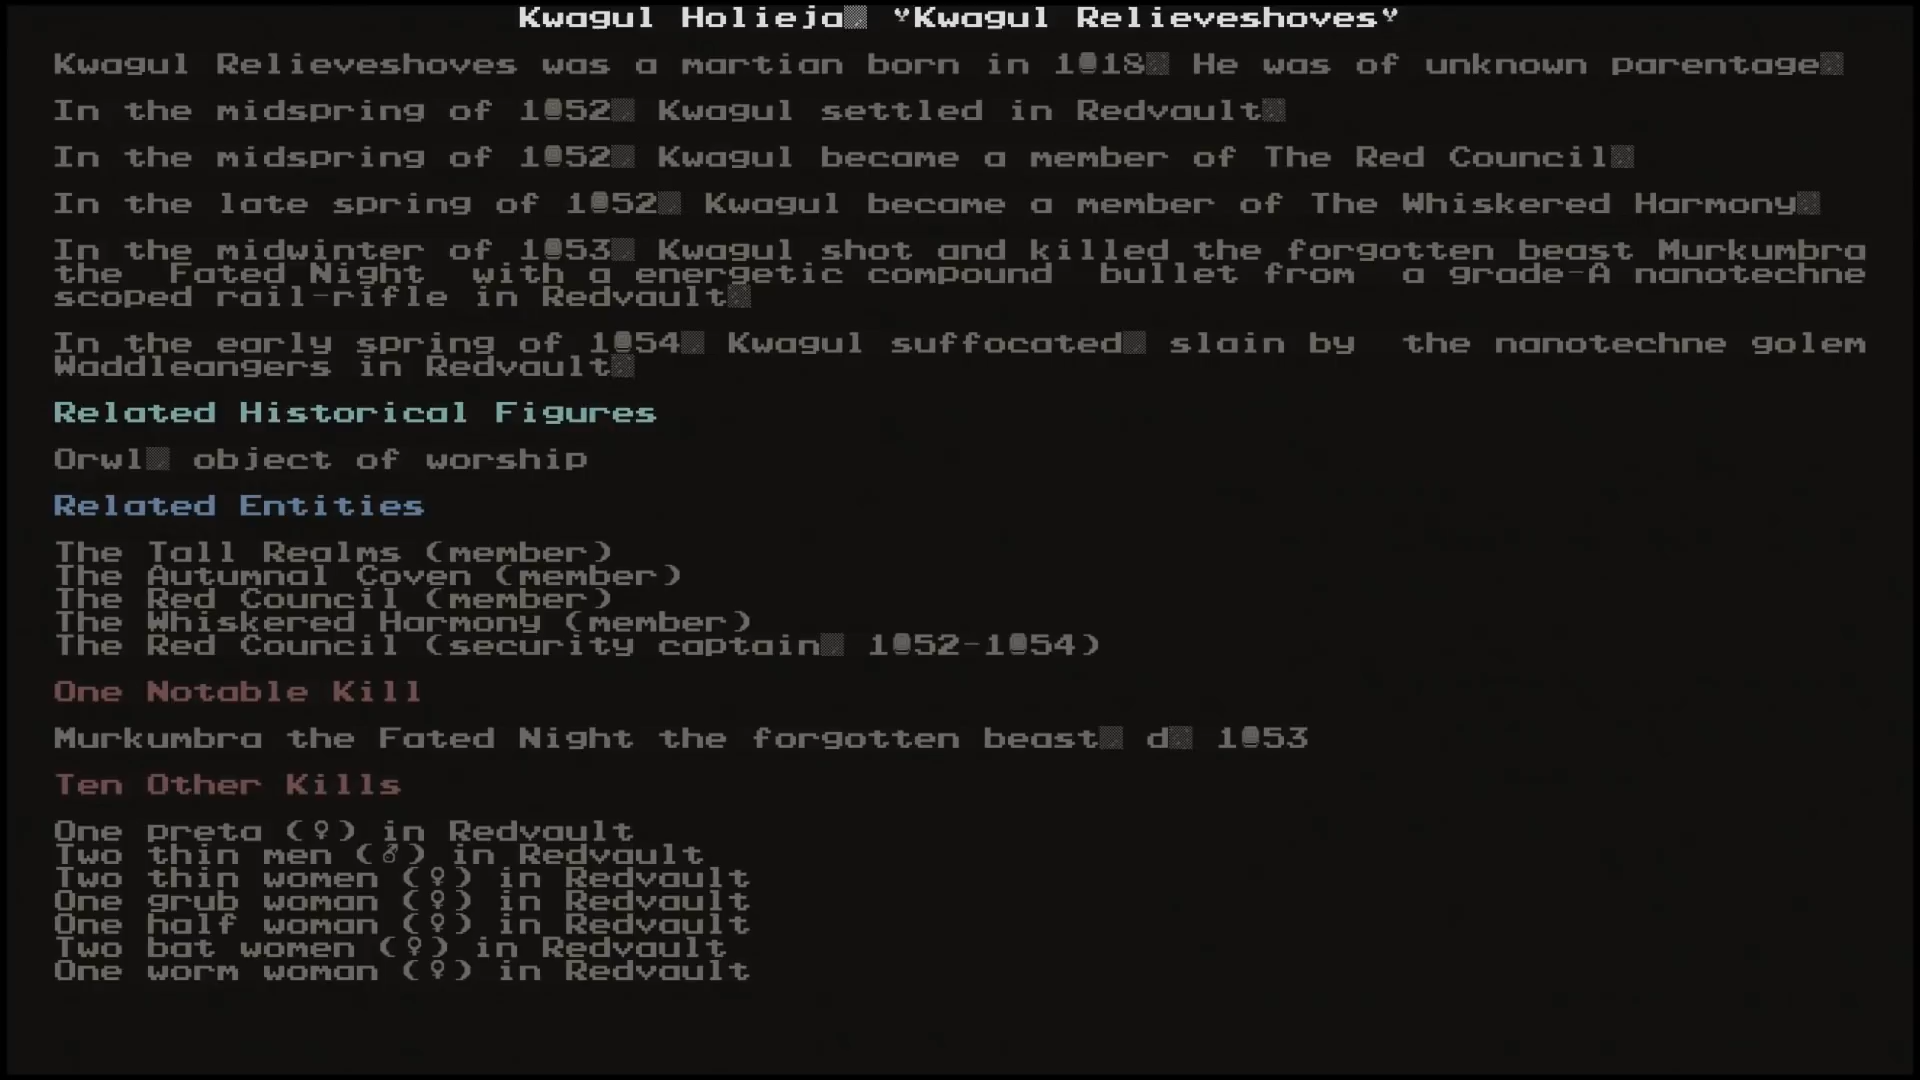 Kwagul Holieja▒ "Kwagul Relieveshoves"
Kwagul Relieveshoves was a martian born in 1018▒ He was of unknown parentage▒
In the midspring of 1052▒ Kwagul settled in Redvault▒
In the midspring of 1052▒ Kwagul became a member of The Red Council▒
In the late spring of 1052▒ Kwagul became a member of The Whiskered Harmony▒
In the midwinter of 1053▒ Kwagul shot and killed the forgotten beast Murkumbra
the Fated Night with a energetic compound bullet from a grade-A nanotechne
scoped rail-rifle in Redvault▒
In the early spring of 1054▒ Kwagul suffocated▒ slain by the nanotechne golem
Waddleangers in Redvault▒
Related Historical Figures
Orwl▒ object of worship
Related Entities
The Tall Realms (member)
The Autumnal Coven (member)
The Red Council (member)
The Whiskered Harmony (member)
The Red Council (security captain▒ 1052-1054)
One Notable Kill
Murkumbra the Fated Night the forgotten beast▒ d▒ 1053
Ten Other Kills
One preta (♀) in Redvault
Two thin men (♂) in Redvault
Two thin women (♀) in Redvault
One grub woman (♀) in Redvault
One half woman (♀) in Redvault
Two bat women (♀) in Redvault
One worm woman (♀) in Redvault